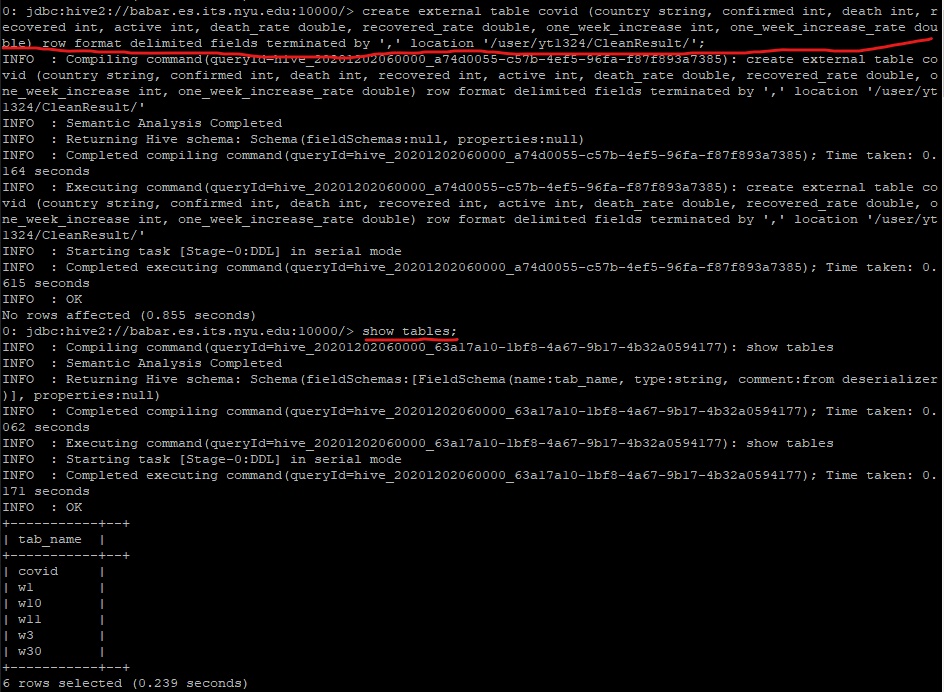 0: jdbc:hive2://babar.es.its.nyu.edu:10000/> create external table covid (country string, confirmed int, death int, r
ecovered int, active int, death_rate double, recovered_rate double, one_week_increase int, one_week_increase_rate dou
ble) row format delimited fields terminated by ',' location '/user/yt1324/CleanResult/';
INFO  : Compiling command(queryId=hive_20201202060000_a74d0055-c57b-4ef5-96fa-f87f893a7385): create external table co
vid (country string, confirmed int, death int, recovered int, active int, death_rate double, recovered_rate double, o
ne_week_increase int, one_week_increase_rate double) row format delimited fields terminated by ',' location '/user/yt
1324/CleanResult/'
INFO  : Semantic Analysis Completed
INFO  : Returning Hive schema: Schema(fieldSchemas:null, properties:null)
INFO  : Completed compiling command(queryId=hive_20201202060000_a74d0055-c57b-4ef5-96fa-f87f893a7385); Time taken: 0.
164 seconds
INFO  : Executing command(queryId=hive_20201202060000_a74d0055-c57b-4ef5-96fa-f87f893a7385): create external table co
vid (country string, confirmed int, death int, recovered int, active int, death_rate double, recovered_rate double, o
ne_week_increase int, one_week_increase_rate double) row format delimited fields terminated by ',' location '/user/yt
1324/CleanResult/'
INFO  : Starting task [Stage-0:DDL] in serial mode
INFO  : Completed executing command(queryId=hive_20201202060000_a74d0055-c57b-4ef5-96fa-f87f893a7385); Time taken: 0.
615 seconds
INFO  : OK
No rows affected (0.855 seconds)
0: jdbc:hive2://babar.es.its.nyu.edu:10000/> show tables;
INFO  : Compiling command(queryId=hive_20201202060000_63a17a10-1bf8-4a67-9b17-4b32a0594177): show tables
INFO  : Semantic Analysis Completed
INFO  : Returning Hive schema: Schema(fieldSchemas:[FieldSchema(name:tab_name, type:string, comment:from deserializer
)], properties:null)
INFO  : Completed compiling command(queryId=hive_20201202060000_63a17a10-1bf8-4a67-9b17-4b32a0594177); Time taken: 0.
062 seconds
INFO  : Executing command(queryId=hive_20201202060000_63a17a10-1bf8-4a67-9b17-4b32a0594177): show tables
INFO  : Starting task [Stage-0:DDL] in serial mode
INFO  : Completed executing command(queryId=hive_20201202060000_63a17a10-1bf8-4a67-9b17-4b32a0594177); Time taken: 0.
171 seconds
INFO  : OK
+-----------+--+
| tab_name  |
+-----------+--+
| covid     |
| w1        |
| w10       |
| w11       |
| w3        |
| w30       |
+-----------+--+
6 rows selected (0.239 seconds)